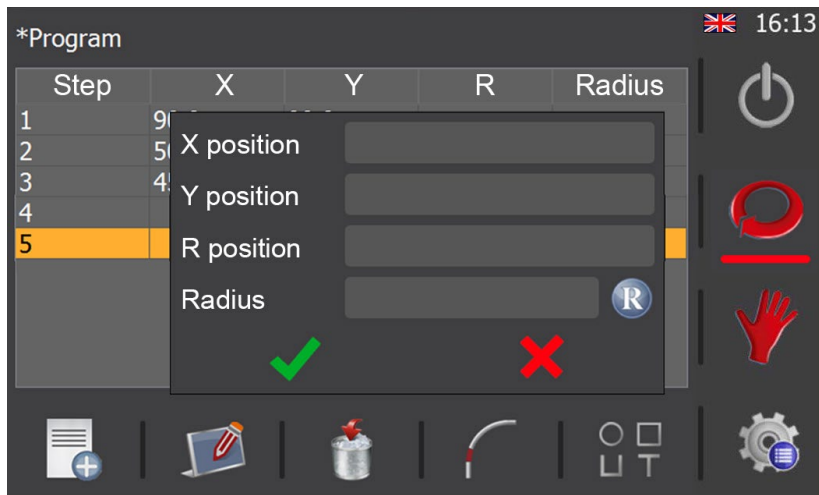 *Program
16:13
Step X Y R Radius
1
2
3
4
5
X position
Y position
R position
Radius
R